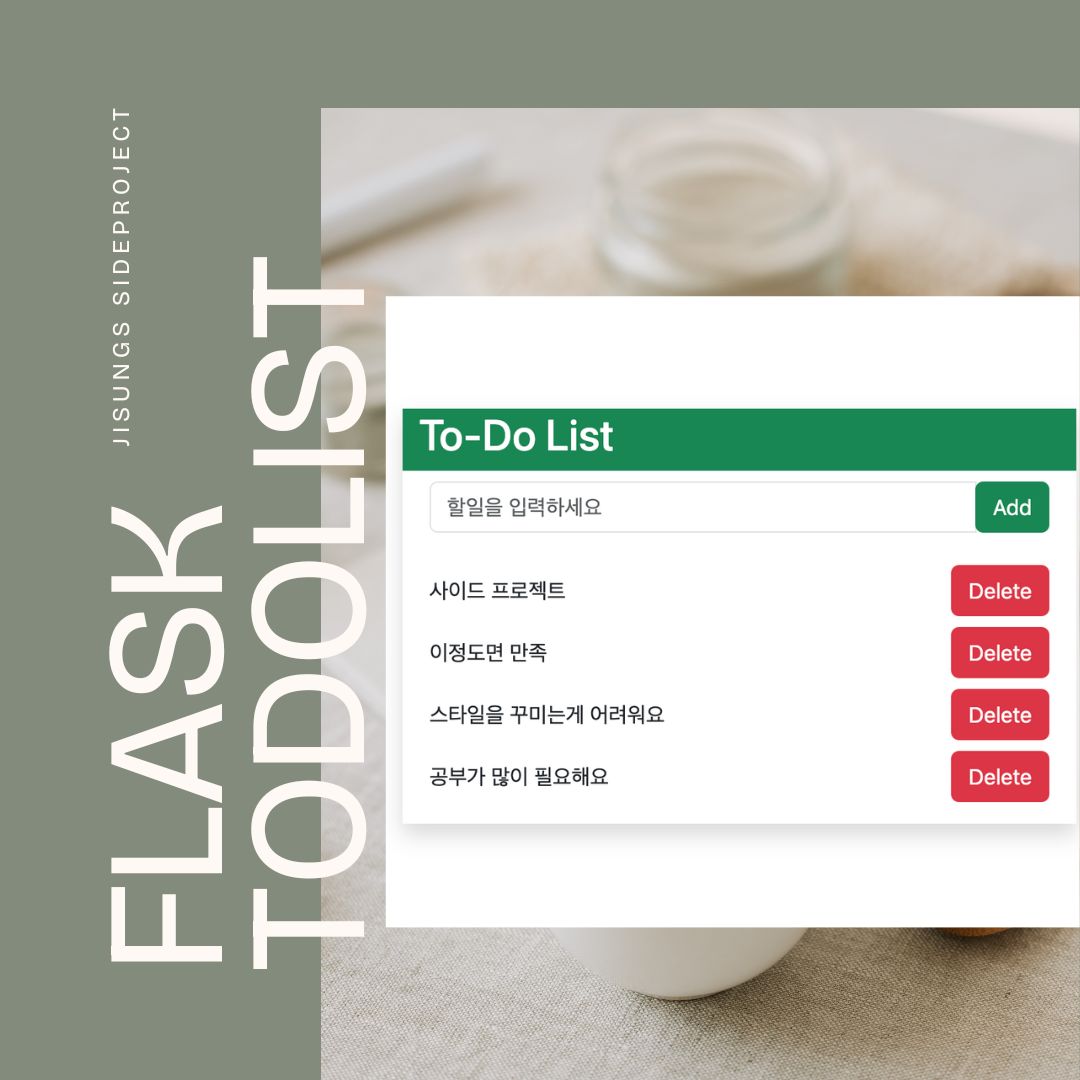 JISUNGS SIDEPROJECT
FLASK
TODOLIST
To-Do List
할일을 입력하세요
Add
사이드 프로젝트
Delete
이정도면 만족
Delete
스타일을 꾸미는게 어려워요
Delete
공부가 많이 필요해요
Delete